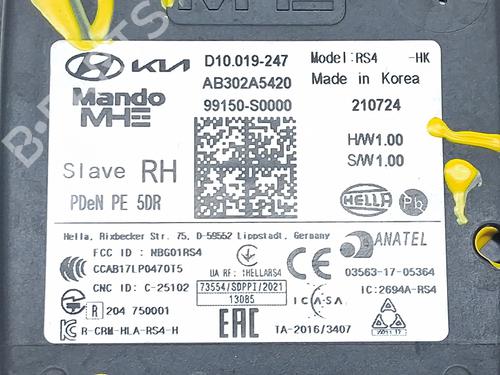 KIA D10.019-247 Model:RS4 -HK
AB302A5420 Made in Korea
Mando
MHE
99150-S0000 210724
H/W1.00
S/W1.00
Slave RH
PDeN PE 5DR
HELLA Pb
Hella, Rixbecker Str. 75, D-59552 Lippstadt, Germany
ANATEL
FCC ID : NBG01RS4
CCAB17LP0470T5
UA RF: 1HELLARS4
03563-17-05364
CNC ID: C-25102
73554/SDPPI/2021
13085
ICASA
IC:2694A-RS4
R 204 750001
R-CRM-HLA-RS4-H
EAC
TA-2016/3407